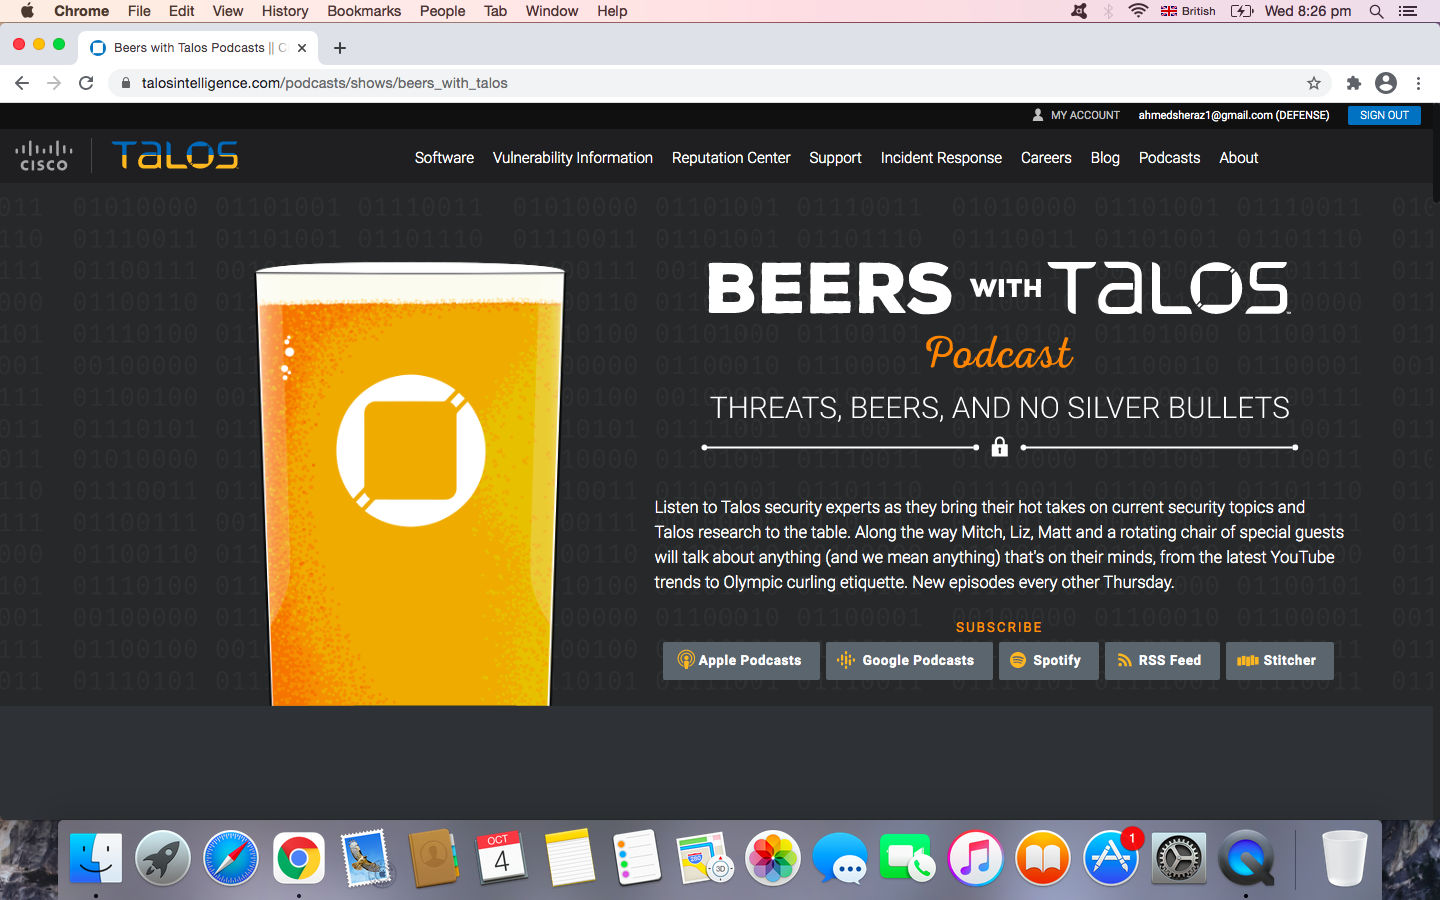 Chrome File Edit View History Bookmarks People Tab Window Help British Wed 8:26 pm
Beers with Talos Podcasts || C
talosintelligence.com/podcasts/shows/beers_with_talos
MY ACCOUNT ahmedsheraz1@gmail.com (DEFENSE) SIGN OUT
CISCO TALOS Software Vulnerability Information Reputation Center Support Incident Response Careers Blog Podcasts About
BEERS WITH TALOS
Podcast
THREATS, BEERS, AND NO SILVER BULLETS
Listen to Talos security experts as they bring their hot takes on current security topics and
Talos research to the table. Along the way Mitch, Liz, Matt and a rotating chair of special guests
will talk about anything (and we mean anything) that's on their minds, from the latest YouTube
trends to Olympic curling etiquette. New episodes every other Thursday.
SUBSCRIBE
Apple Podcasts Google Podcasts Spotify RSS Feed Stitcher
OCT
4
280
3D
1